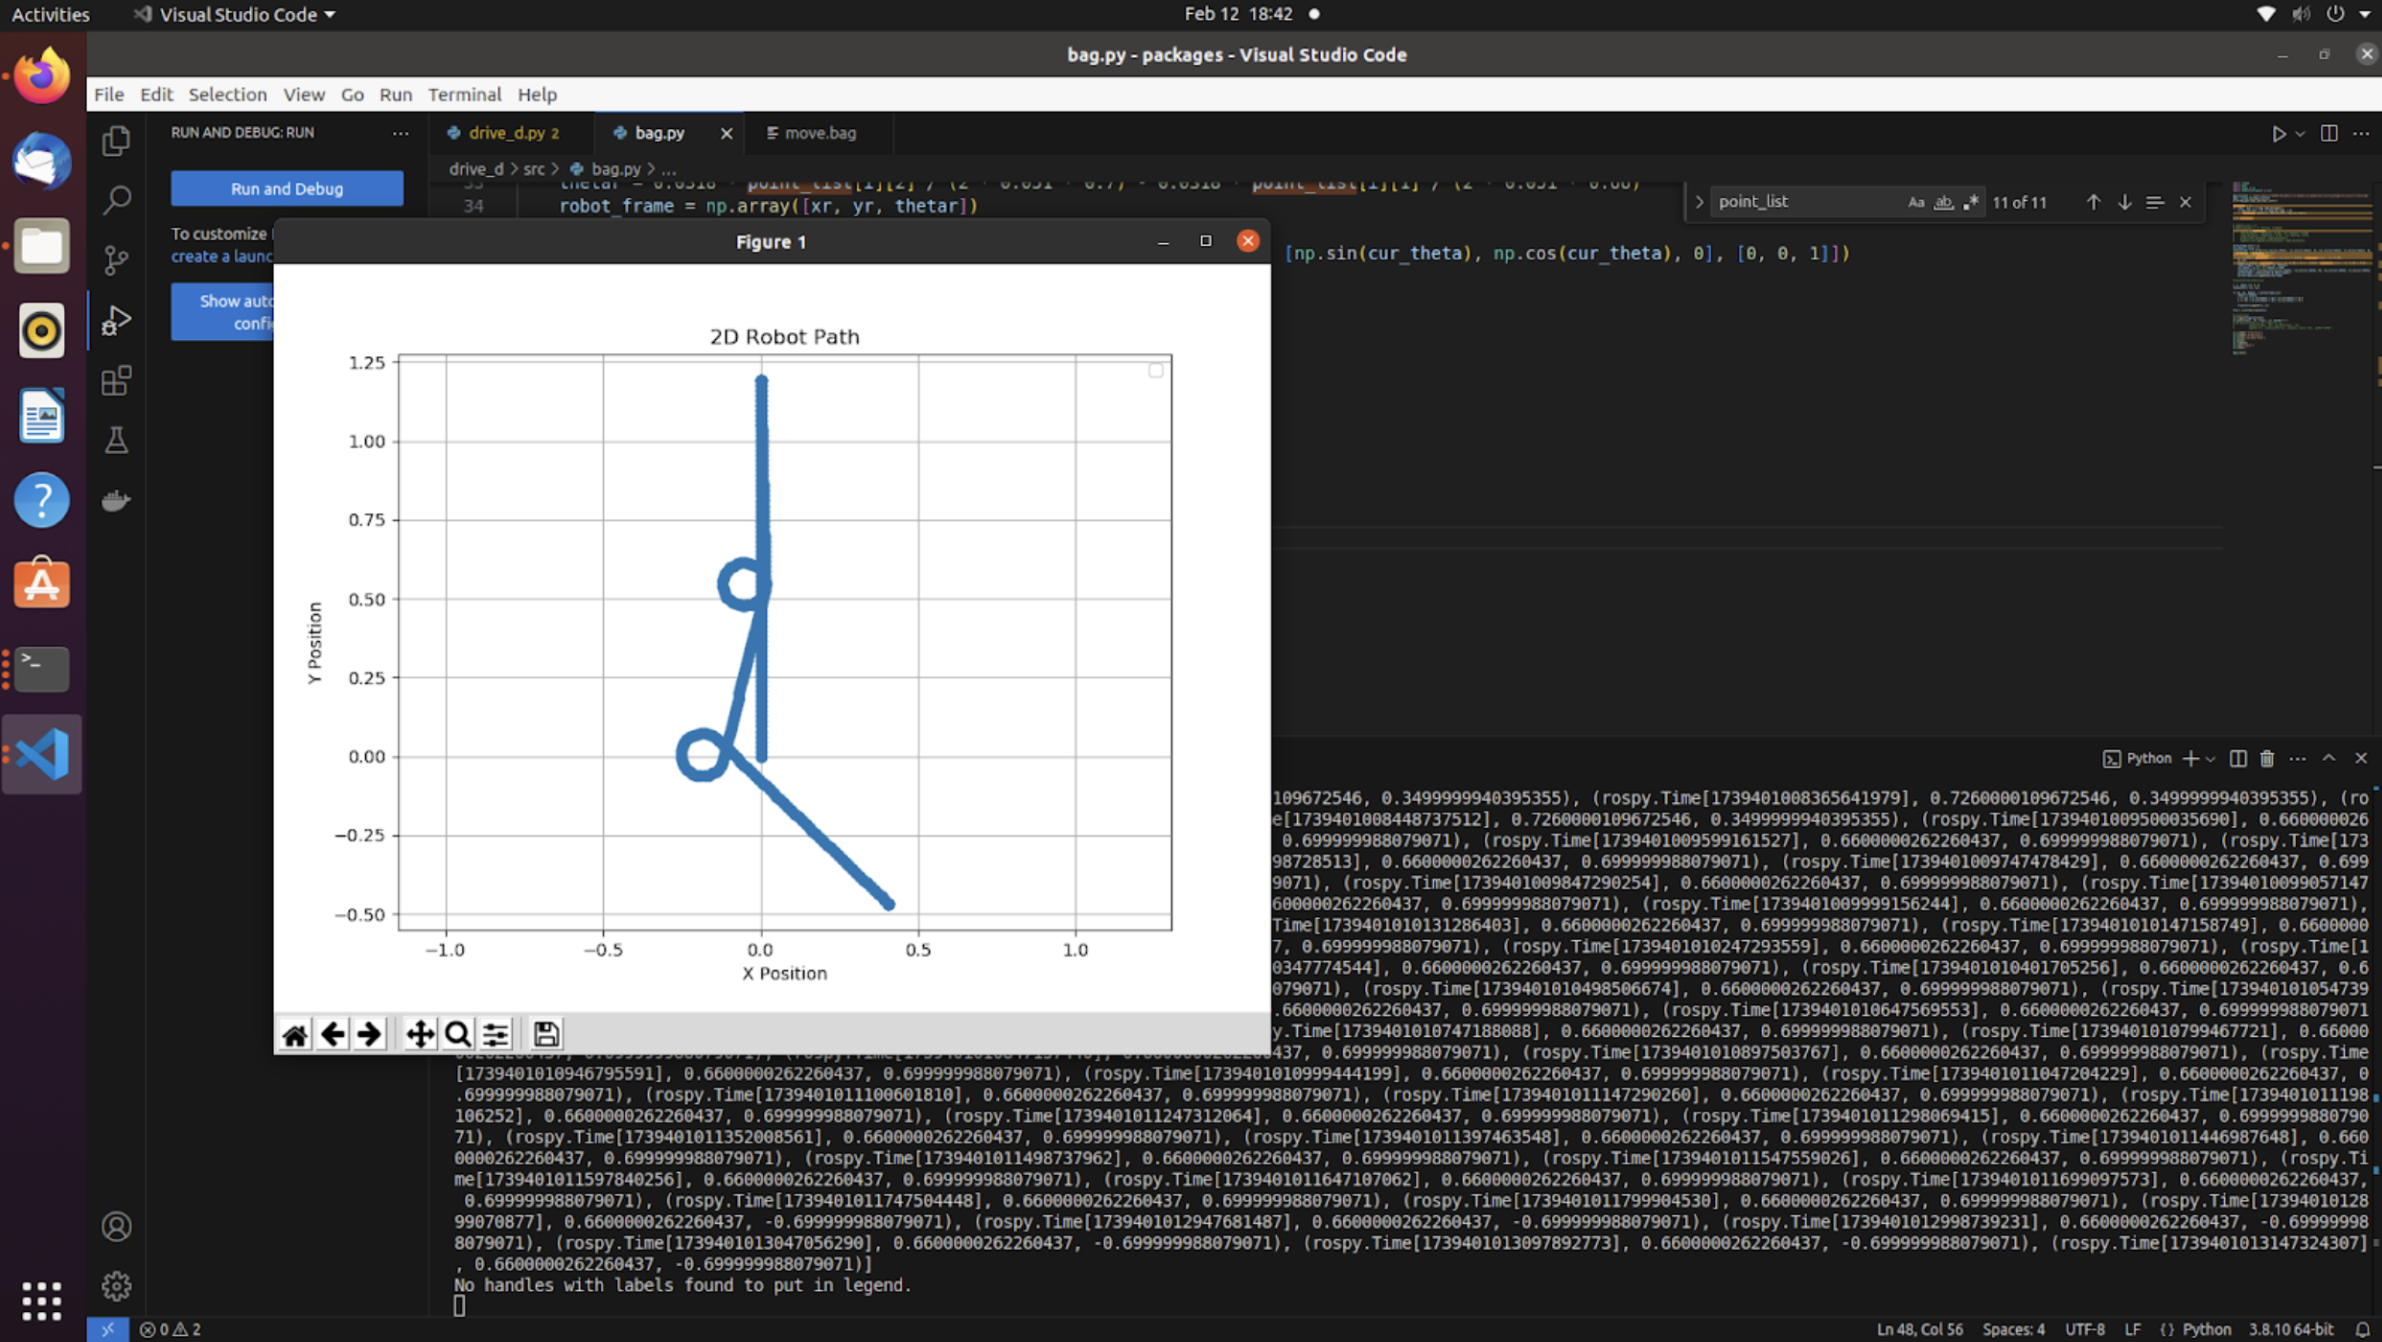 Activities
Visual Studio Code
Feb 12 18:42
bag.py - packages - Visual Studio Code
File Edit Selection View Go Run Terminal Help
RUN AND DEBUG: RUN
drive_d.py 2
bag.py
move.bag
Run and Debug
drive_d > src > bag.py > ...
34 robot_frame = np.array([xr, yr, thetar])
point_list
Aa ab 11 of 11
To customize
create a launc
Show auto
config
[np.sin(cur_theta), np.cos(cur_theta), 0], [0, 0, 1]])
Figure 1
2D Robot Path
1.25
1.00
0.75
0.50
0.25
0.00
−0.25
−0.50
Y Position
−1.0 −0.5 0.0 0.5 1.0
X Position
Python
109672546, 0.3499999940395355), (rospy.Time[1739401008365641979], 0.7260000109672546, 0.3499999940395355), (ro
e[1739401008448737512], 0.7260000109672546, 0.3499999940395355), (rospy.Time[1739401009500035690], 0.660000026
0.699999988079071), (rospy.Time[1739401009599161527], 0.6600000262260437, 0.699999988079071), (rospy.Time[173
98728513], 0.6600000262260437, 0.699999988079071), (rospy.Time[1739401009747478429], 0.6600000262260437, 0.699
9071), (rospy.Time[1739401009847290254], 0.6600000262260437, 0.699999988079071), (rospy.Time[17394010099057147
600000262260437, 0.699999988079071), (rospy.Time[1739401009999156244], 0.6600000262260437, 0.699999988079071),
Time[1739401010131286403], 0.6600000262260437, 0.699999988079071), (rospy.Time[1739401010147158749], 0.6600000
7, 0.699999988079071), (rospy.Time[1739401010247293559], 0.6600000262260437, 0.699999988079071), (rospy.Time[1
0347774544], 0.6600000262260437, 0.699999988079071), (rospy.Time[1739401010401705256], 0.6600000262260437, 0.6
079071), (rospy.Time[1739401010498506674], 0.6600000262260437, 0.699999988079071), (rospy.Time[173940101054739
.6600000262260437, 0.699999988079071), (rospy.Time[1739401010647569553], 0.6600000262260437, 0.699999988079071
y.Time[1739401010747188088], 0.6600000262260437, 0.699999988079071), (rospy.Time[1739401010799467721], 0.66000
437, 0.699999988079071), (rospy.Time[1739401010897503767], 0.6600000262260437, 0.699999988079071), (rospy.Time
[1739401010946795591], 0.6600000262260437, 0.699999988079071), (rospy.Time[1739401010999444199], 0.6600000262260437, 0.699999988079071), (rospy.Time[1739401011047204229], 0.6600000262260437, 0
.699999988079071), (rospy.Time[1739401011100601810], 0.6600000262260437, 0.699999988079071), (rospy.Time[1739401011147290260], 0.6600000262260437, 0.699999988079071), (rospy.Time[1739401011198
106252], 0.6600000262260437, 0.699999988079071), (rospy.Time[1739401011247312064], 0.6600000262260437, 0.699999988079071), (rospy.Time[1739401011298069415], 0.6600000262260437, 0.6999999880790
71), (rospy.Time[1739401011352008561], 0.6600000262260437, 0.699999988079071), (rospy.Time[1739401011397463548], 0.6600000262260437, 0.699999988079071), (rospy.Time[1739401011446987648], 0.660
0000262260437, 0.699999988079071), (rospy.Time[1739401011498737962], 0.6600000262260437, 0.699999988079071), (rospy.Time[1739401011547559026], 0.6600000262260437, 0.699999988079071), (rospy.Ti
me[1739401011597840256], 0.6600000262260437, 0.699999988079071), (rospy.Time[1739401011647107062], 0.6600000262260437, 0.699999988079071), (rospy.Time[1739401011699097573], 0.6600000262260437,
0.699999988079071), (rospy.Time[1739401011747504448], 0.6600000262260437, 0.699999988079071), (rospy.Time[1739401011799904530], 0.6600000262260437, 0.699999988079071), (rospy.Time[17394010128
99070877], 0.6600000262260437, -0.699999988079071), (rospy.Time[1739401012947681487], 0.6600000262260437, -0.699999988079071), (rospy.Time[1739401012998739231], 0.6600000262260437, -0.69999998
8079071), (rospy.Time[1739401013047056290], 0.6600000262260437, -0.699999988079071), (rospy.Time[1739401013097892773], 0.6600000262260437, -0.699999988079071), (rospy.Time[1739401013147324307]
, 0.6600000262260437, -0.699999988079071)]
No handles with labels found to put in legend.
0 2
Ln 48, Col 56 Spaces: 4 UTF-8 LF {} Python 3.8.10 64-bit